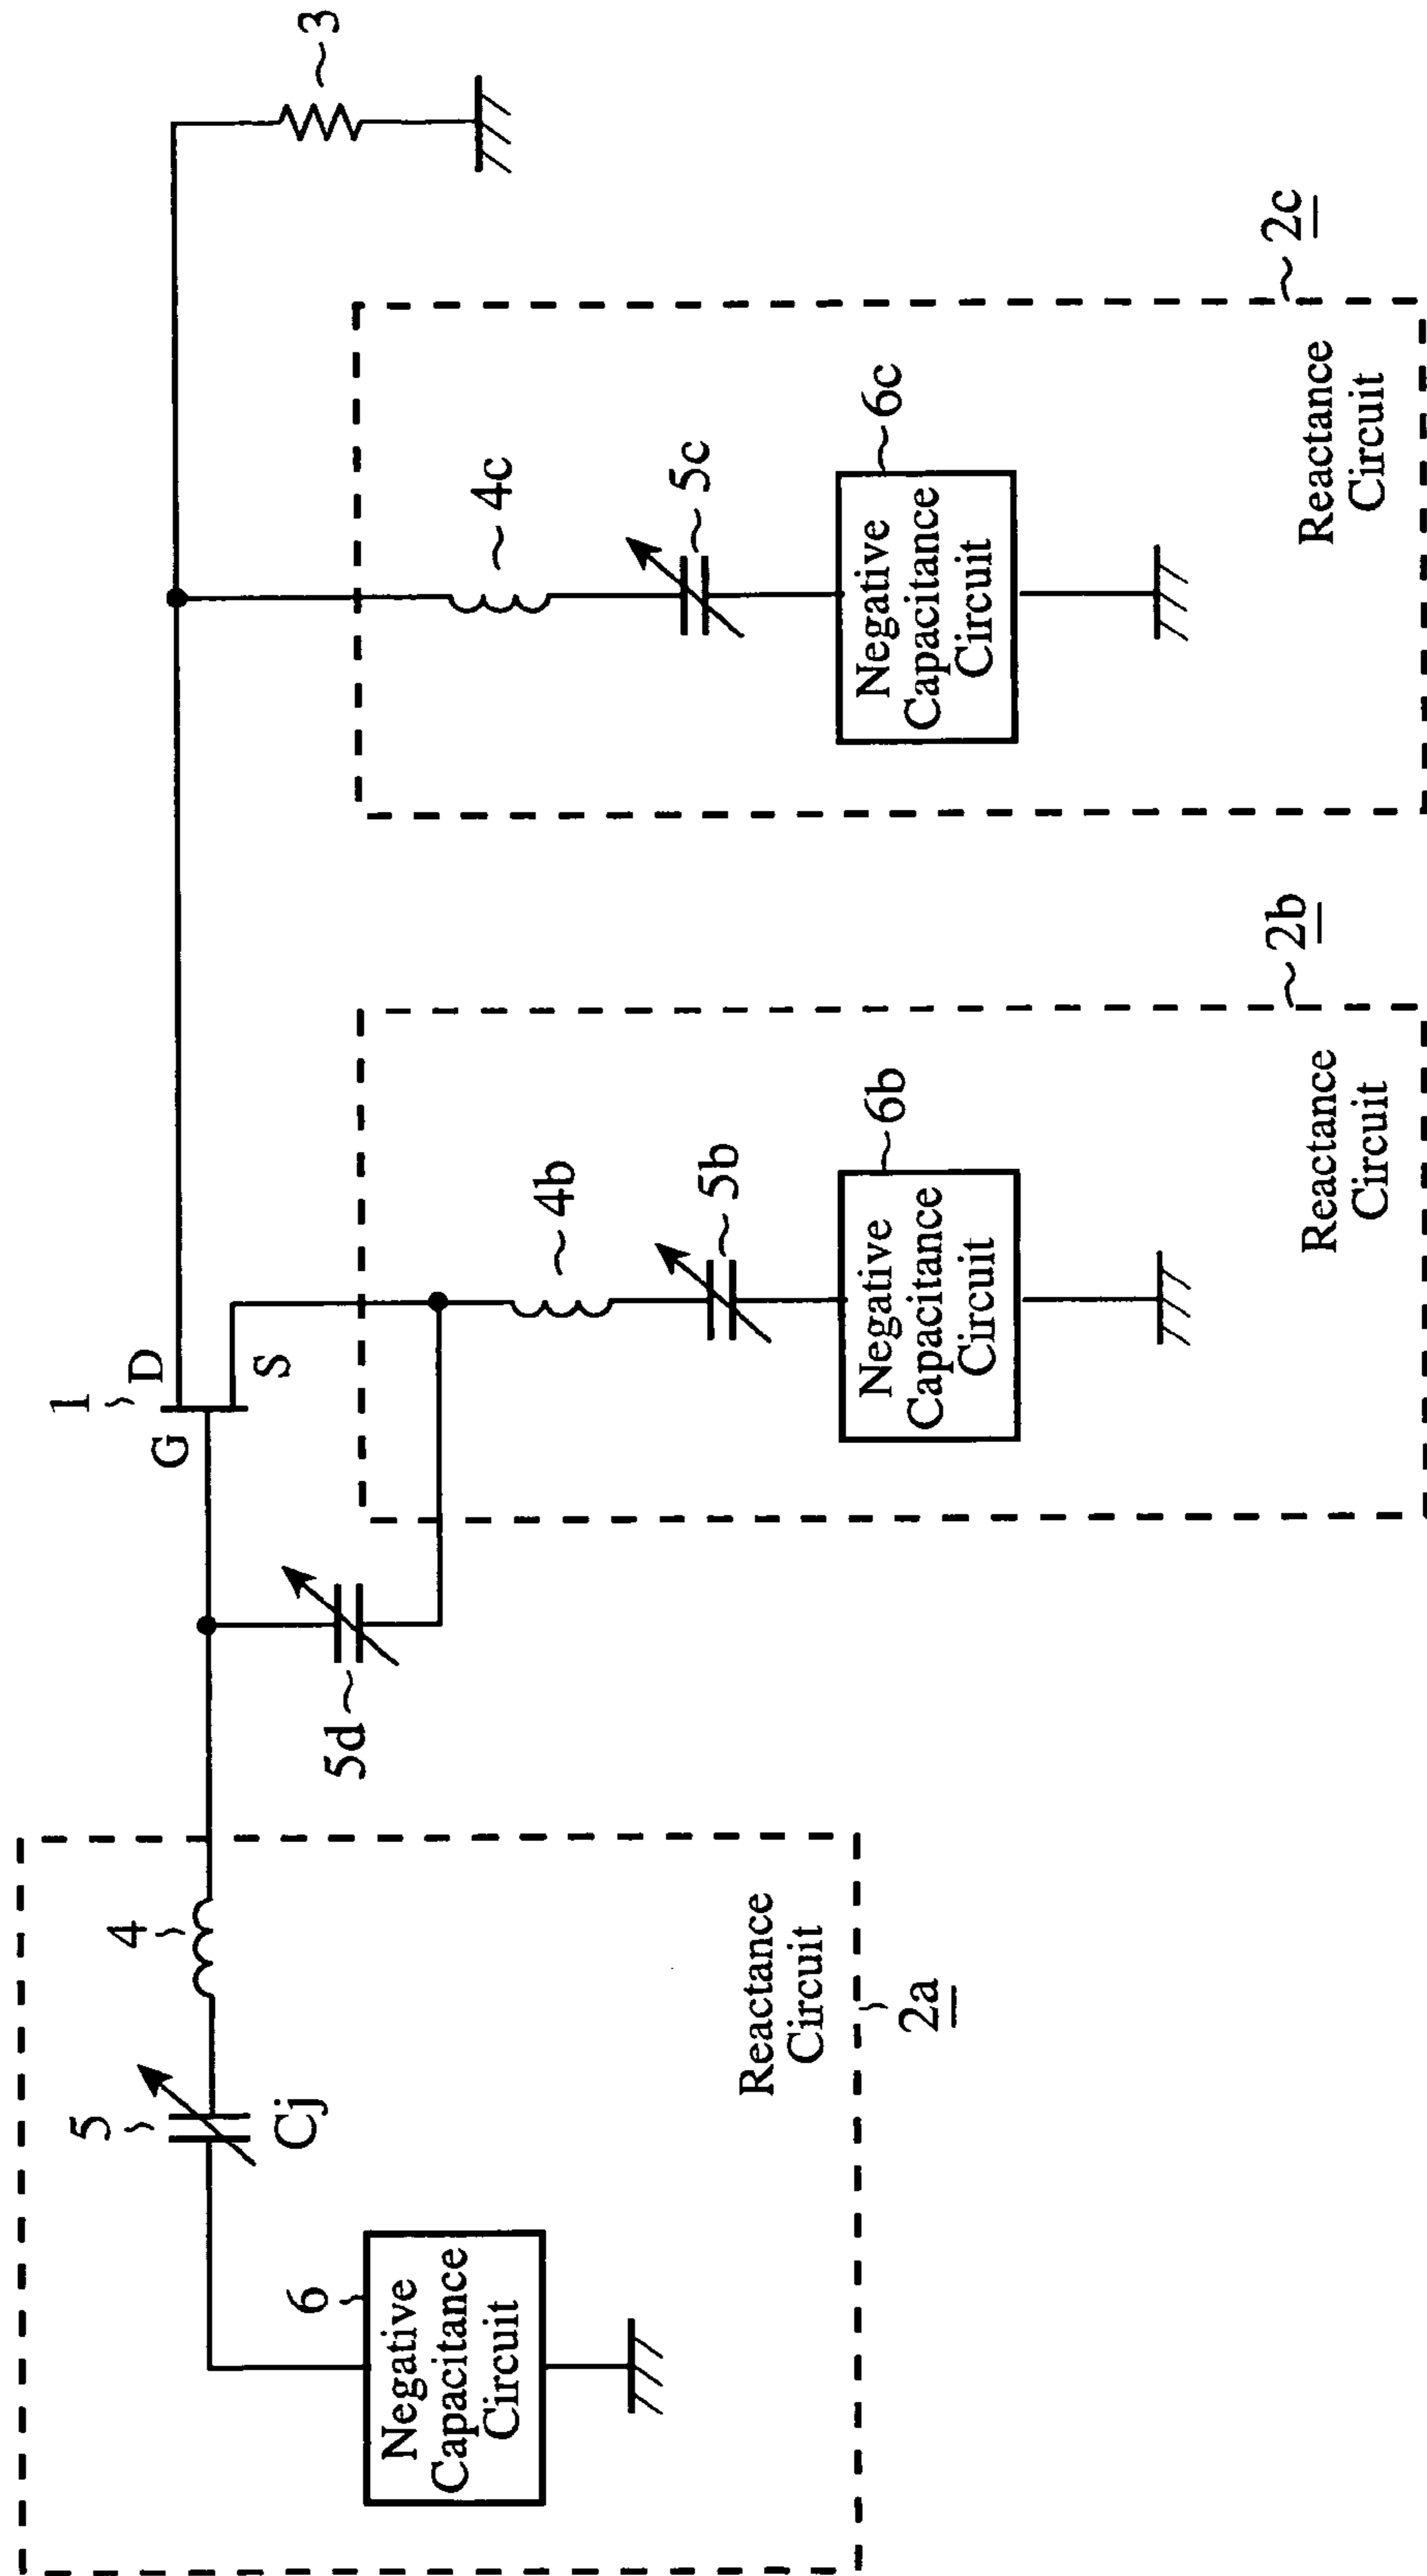 1
D
G
S
3
5
4
Cj
5d
4b
5b
6b
4c
5c
6c
6
Negative
Capacitance
Circuit
Negative
Capacitance
Circuit
Negative
Capacitance
Circuit
Reactance
Circuit
2a
Reactance
Circuit
2b
Reactance
Circuit
2c